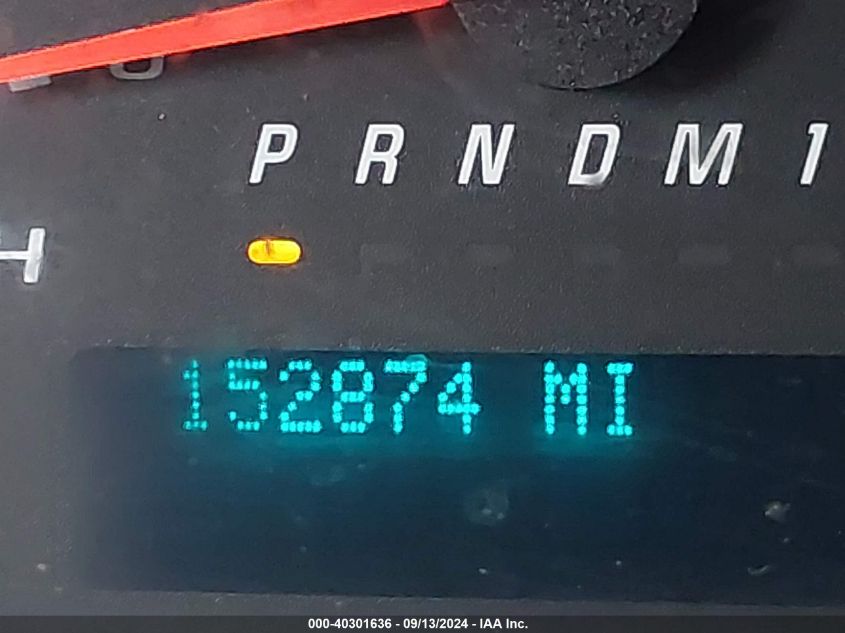 P R N D M 1
H
152874 MI
000-40301636 - 09/13/2024 - IAA Inc.